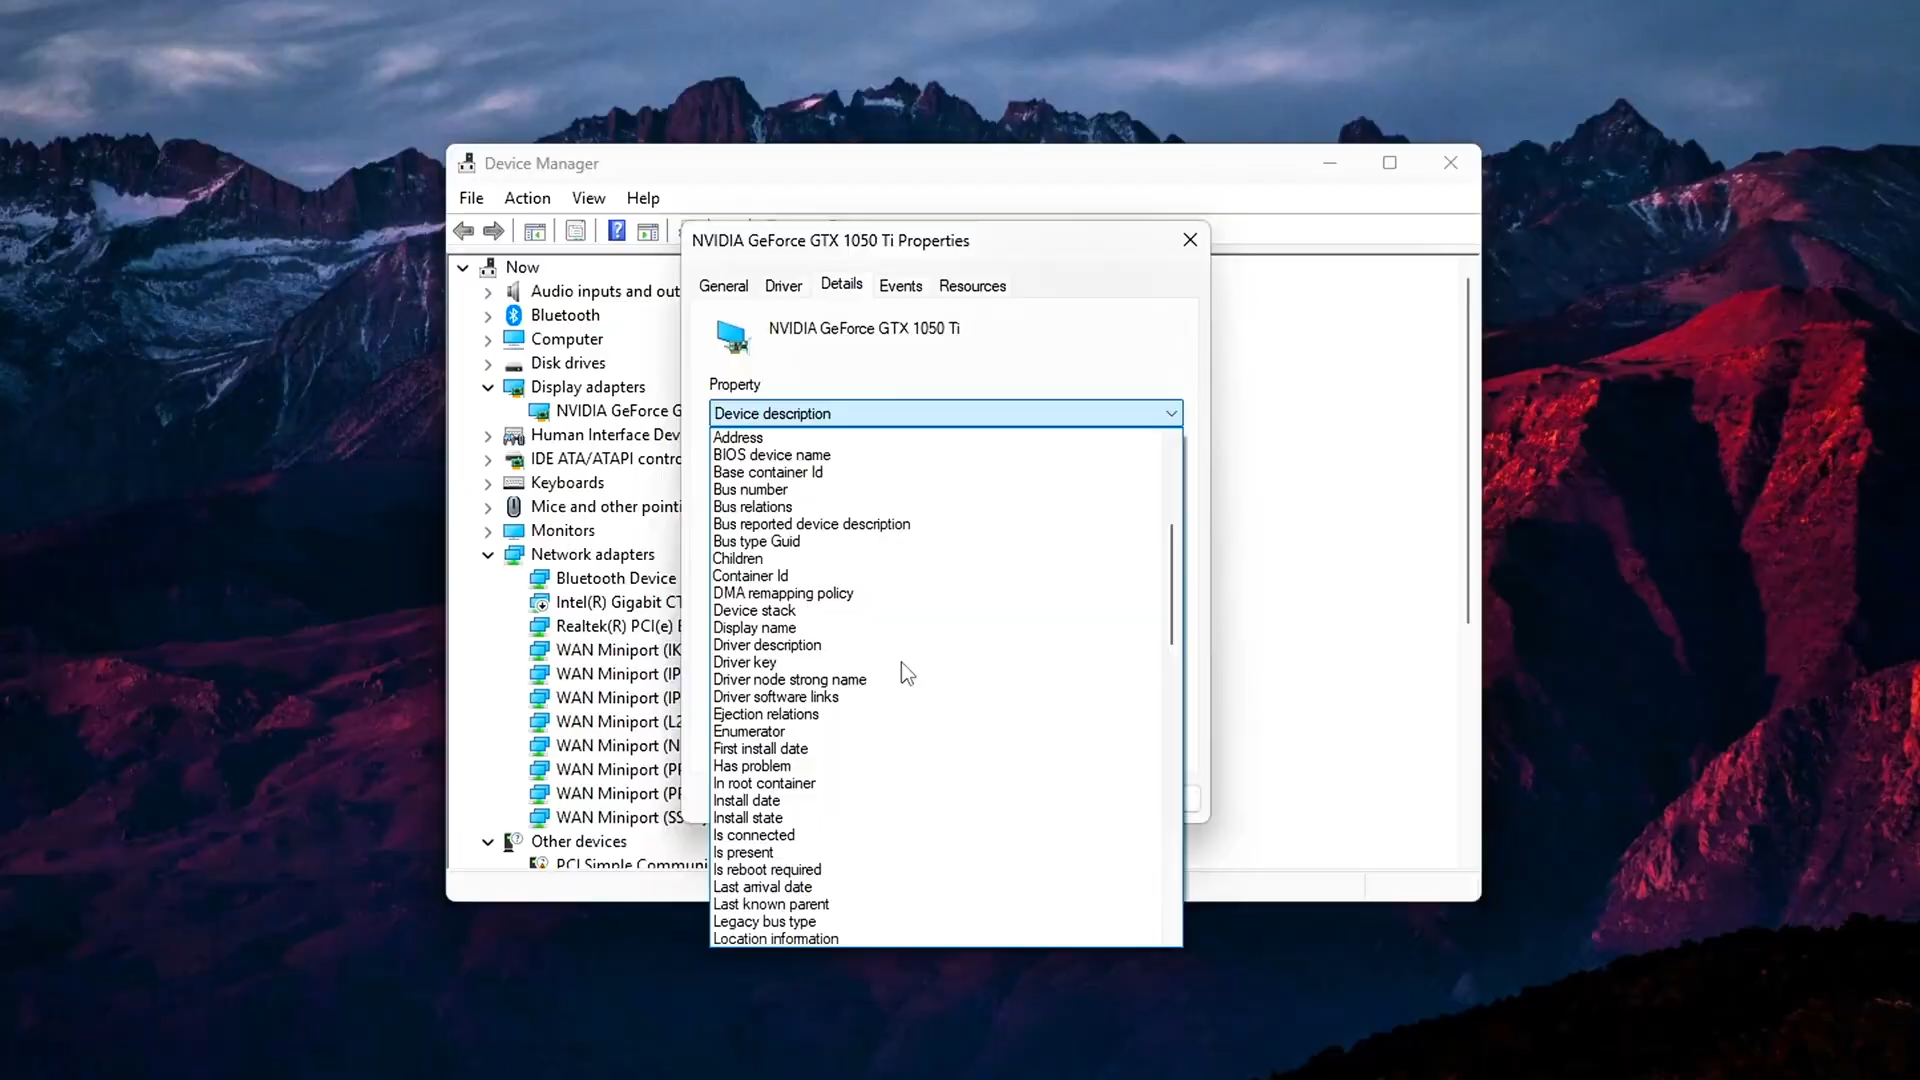 Device Manager
File Action View Help
NVIDIA GeForce GTX 1050 Ti Properties
General Driver Details Events Resources
NVIDIA GeForce GTX 1050 Ti
Property
Device description
Address
BIOS device name
Base container Id
Bus number
Bus relations
Bus reported device description
Bus type Guid
Children
Container Id
DMA remapping policy
Device stack
Display name
Driver description
Driver key
Driver node strong name
Driver software links
Ejection relations
Enumerator
First install date
Has problem
In root container
Install date
Install state
Is connected
Is present
Is reboot required
Last arrival date
Last known parent
Legacy bus type
Location information
Now
Audio inputs and out
Bluetooth
Computer
Disk drives
Display adapters
NVIDIA GeForce G
Human Interface Dev
IDE ATA/ATAPI contro
Keyboards
Mice and other pointi
Monitors
Network adapters
Bluetooth Device
Intel(R) Gigabit CT
Realtek(R) PCI(e) E
WAN Miniport (IK
WAN Miniport (IP
WAN Miniport (IP
WAN Miniport (L2
WAN Miniport (N
WAN Miniport (PP
WAN Miniport (PP
WAN Miniport (SS
Other devices
PCI Simple Communi